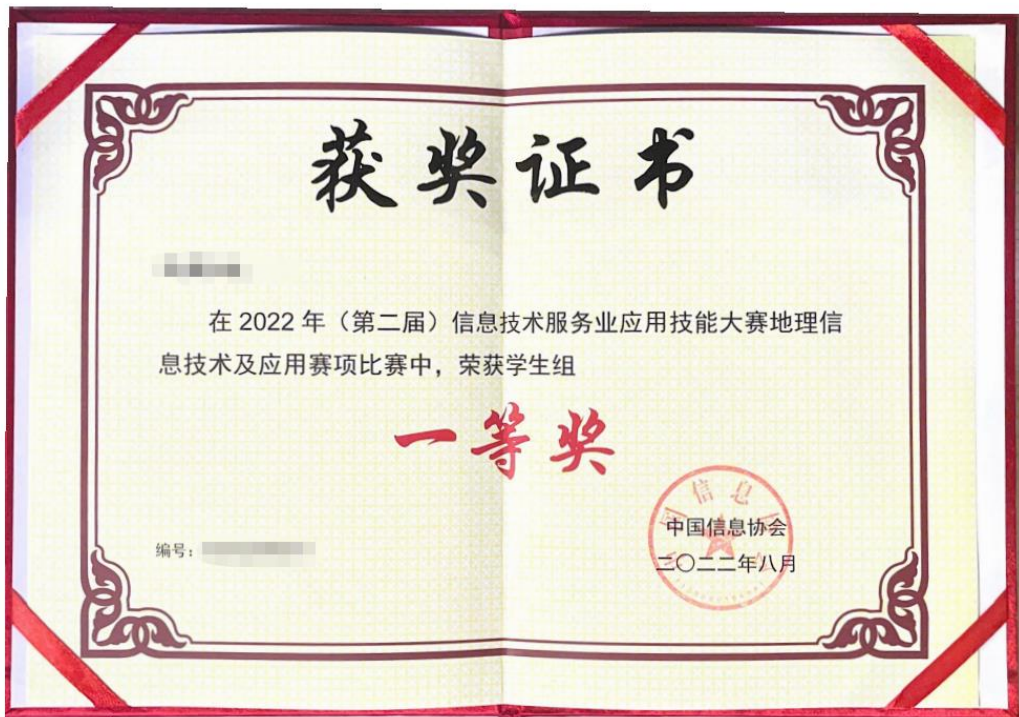 获奖证书
在 2022 年（第二届）信息技术服务业应用技能大赛地理信
息技术及应用赛项比赛中，荣获学生组
一等奖
中国信息协会
二〇二二年八月
编号：